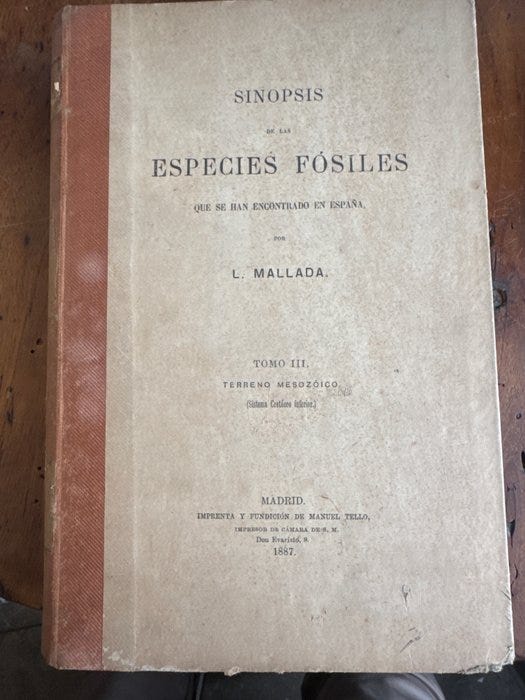 SINOPSIS
DE LAS
ESPECIES FÓSILES
QUE SE HAN ENCONTRADO EN ESPAÑA,
POR
L. MALLADA.
TOMO III.
TERRENO MESOZÓICO.
(Sistema Cretáceo inferior.)
MADRID.
IMPRENTA Y FUNDICIÓN DE MANUEL TELLO,
IMPRESOR DE CÁMARA DE S. M.
Don Evaristo, 8
1887.